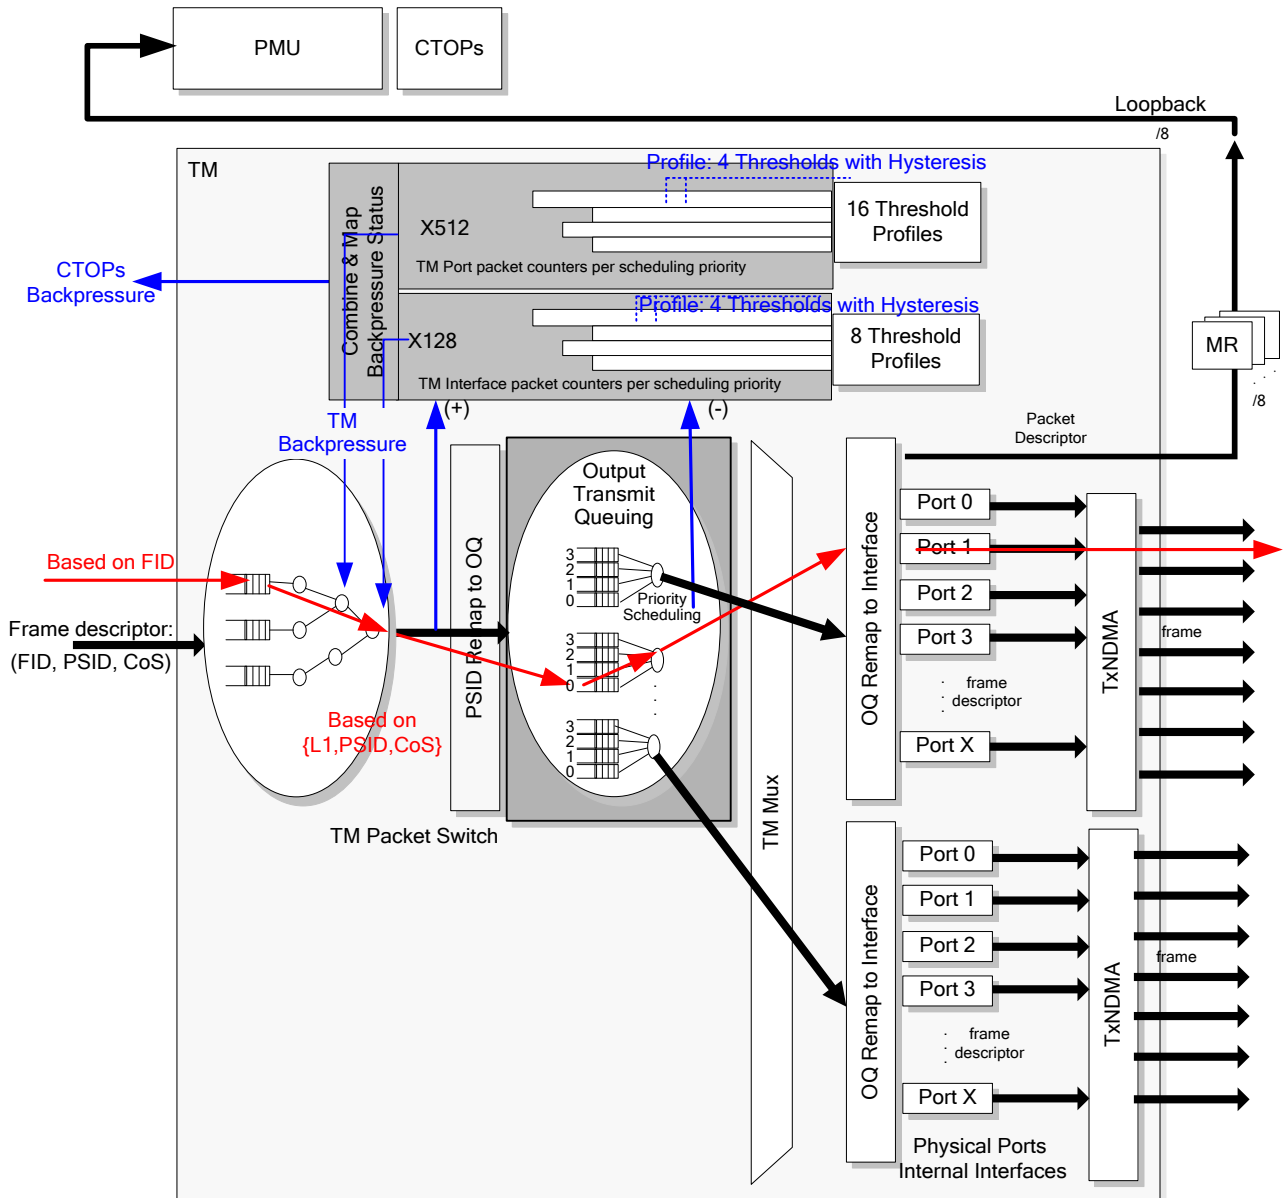 PMU
CTOPs
Loopback
/8
TM
Profile: 4 Thresholds with Hysteresis
16 Threshold
Profiles
X512
TM Port packet counters per scheduling priority
Combine & Map
Backpressure Status
CTOPs
Backpressure
Profile: 4 Thresholds with Hysteresis
8 Threshold
Profiles
X128
TM Interface packet counters per scheduling priority
MR
/8
(+)
(-)
TM
Backpressure
Packet
Descriptor
Output
Transmit
Queuing
Based on FID
Frame descriptor:
(FID, PSID, CoS)
PSID Remap to OQ
3
2
1
0
Priority
Scheduling
3
2
1
0
3
2
1
0
Based on
{L1,PSID,CoS}
TM Packet Switch
TM Mux
OQ Remap to Interface
Port 0
Port 1
Port 2
Port 3
frame
descriptor
Port X
TxNDMA
frame
OQ Remap to Interface
Port 0
Port 1
Port 2
Port 3
frame
descriptor
Port X
TxNDMA
frame
Physical Ports
Internal Interfaces